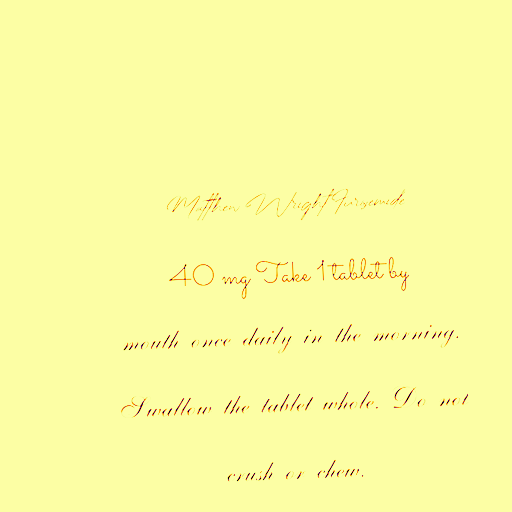 Matthew Wright Furosemide
40 mg Take 1 tablet by
mouth once daily in the morning.
Swallow the tablet whole. Do not
crush or chew.